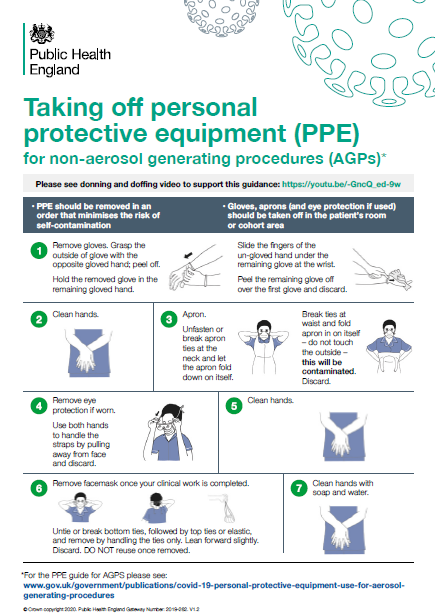 Public Health
England
Taking off personal
protective equipment (PPE)
for non-aerosol generating procedures (AGPs)*
Please see donning and doffing video to support this guidance: https://youtu.be/-GncQ_ed-9w
• PPE should be removed in an
order that minimises the risk of
self-contamination
• Gloves, aprons (and eye protection if used)
should be taken off in the patient's room
or cohort area
1
Remove gloves. Grasp the
outside of glove with the
opposite gloved hand; peel off.
Hold the removed glove in the
remaining gloved hand.
Slide the fingers of the
un-gloved hand under the
remaining glove at the wrist.
Peel the remaining glove off
over the first glove and discard.
2
Clean hands.
3
Apron.
Unfasten or
break apron
ties at the
neck and let
the apron fold
down on itself.
Break ties at
waist and fold
apron in on itself
– do not touch
the outside –
this will be
contaminated.
Discard.
4
Remove eye
protection if worn.
Use both hands
to handle the
straps by pulling
away from face
and discard.
5
Clean hands.
6
Remove facemask once your clinical work is completed.
Untie or break bottom ties, followed by top ties or elastic,
and remove by handling the ties only. Lean forward slightly.
Discard. DO NOT reuse once removed.
7
Clean hands with
soap and water.
*For the PPE guide for AGPS please see:
www.gov.uk/government/publications/covid-19-personal-protective-equipment-use-for-aerosol-
generating-procedures
© Crown copyright 2020. Public Health England Gateway Number: 2019-262. V1.2